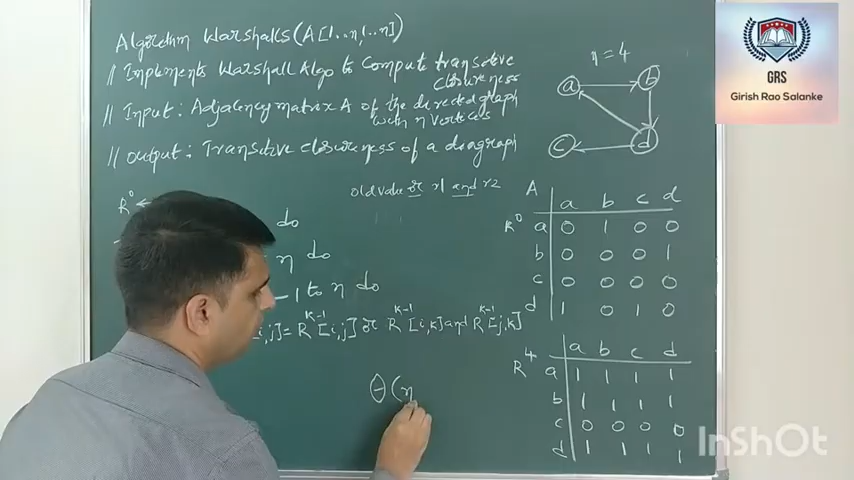 Algorithm Warshalls (A[1..n, 1..n])
// Implements Warshall Algo to Compute transitive
closureness
// Input: Adjacency matrix A of the directed graph
with n vertices
// output: Transitive closureness of a diagraph
R⁰ ←
old value or r1 and r2
do
= n do
1 to n do
[i,j] = R^K-1 [i,j] or R^K-1 [i,k] and R^K-1 [j,k]
θ(n
n=4
a
b
c
d
A
a b c d
R⁰ a 0 1 0 0
b 0 0 0 1
c 0 0 0 0
d 1 0 1 0
a b c d
R⁴ a 1 1 1 1
b 1 1 1 1
c 0 0 0 0
d 1 1 1 1
GRS
Girish Rao Salanke
InShOt